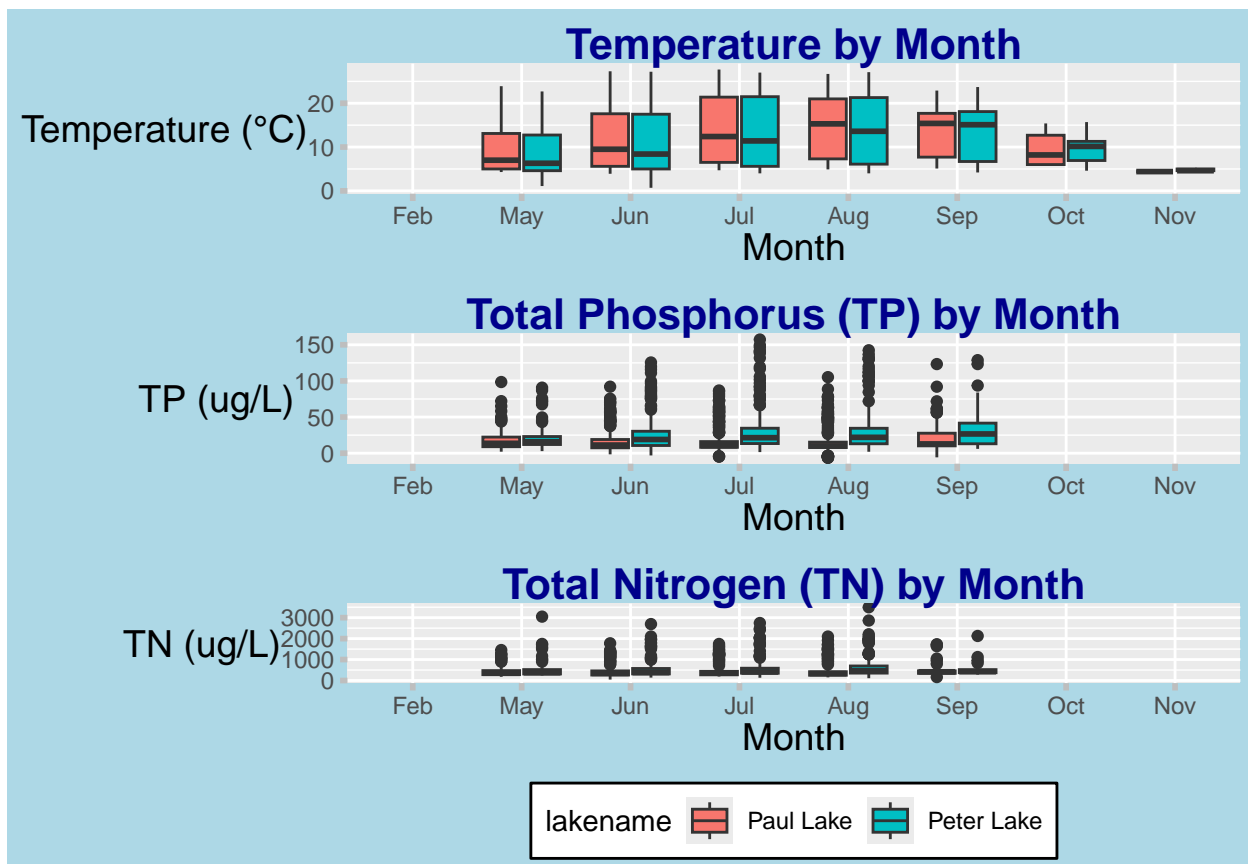 Temperature by Month
Temperature (°C)
20
10
0
Feb May Jun Jul Aug Sep Oct Nov
Month
Total Phosphorus (TP) by Month
TP (ug/L)
150
100
50
0
Feb May Jun Jul Aug Sep Oct Nov
Month
Total Nitrogen (TN) by Month
TN (ug/L)
3000
2000
1000
0
Feb May Jun Jul Aug Sep Oct Nov
Month
lakename Paul Lake Peter Lake